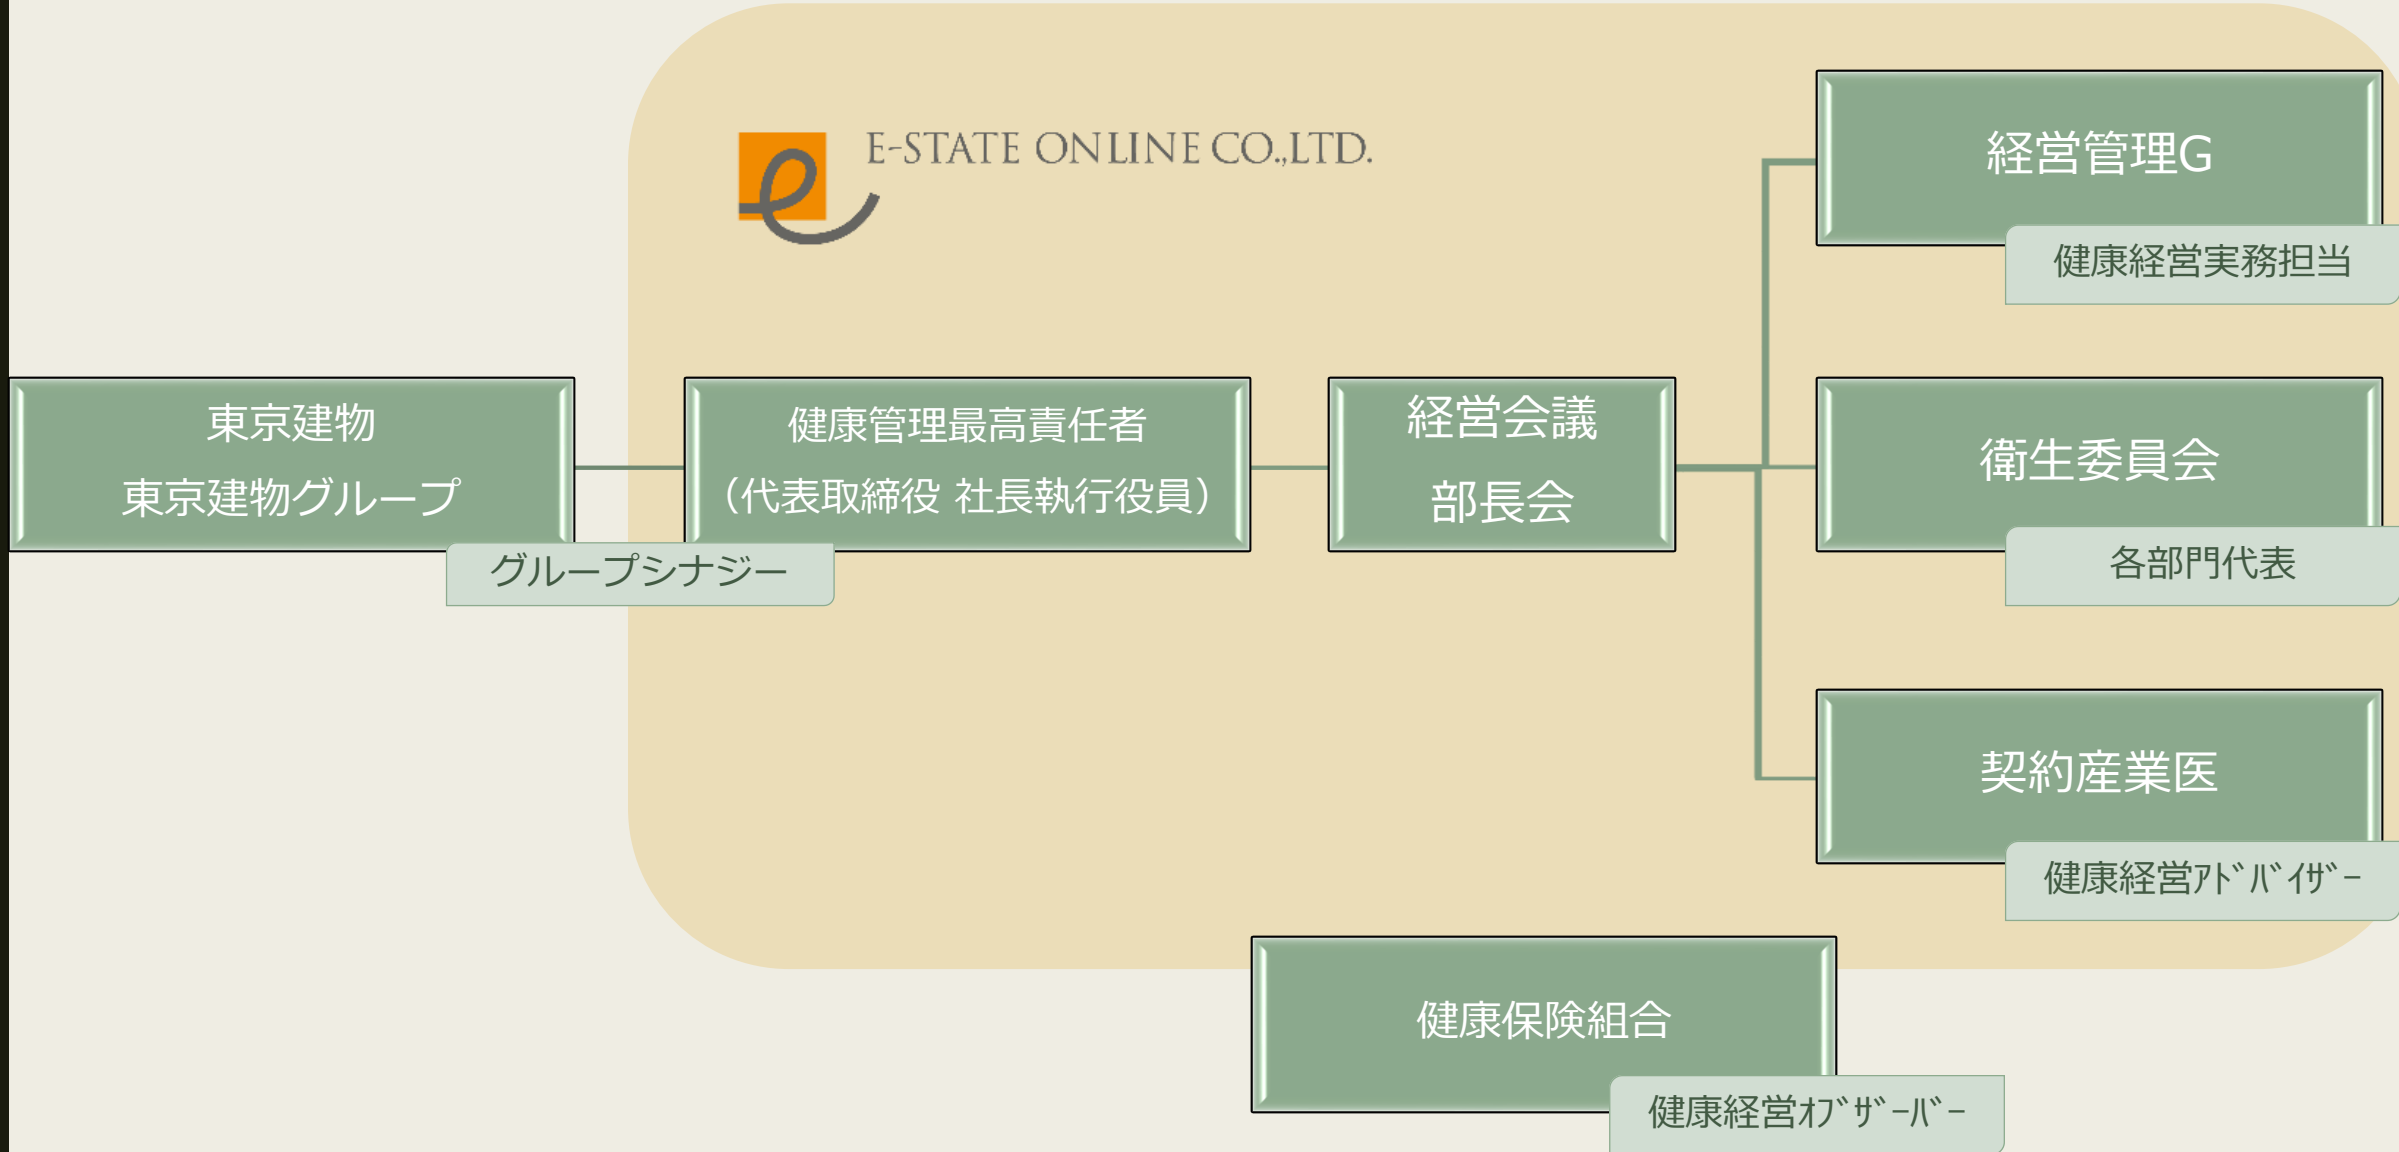 E-STATE ONLINE CO.,LTD.
東京建物
東京建物グループ
グループシナジー
健康管理最高責任者
（代表取締役 社長執行役員）
経営会議
部長会
経営管理G
健康経営実務担当
衛生委員会
各部門代表
契約産業医
健康経営ｱﾄﾞﾊﾞｲｻﾞｰ
健康保険組合
健康経営ｵﾌﾞｻﾞｰﾊﾞｰ